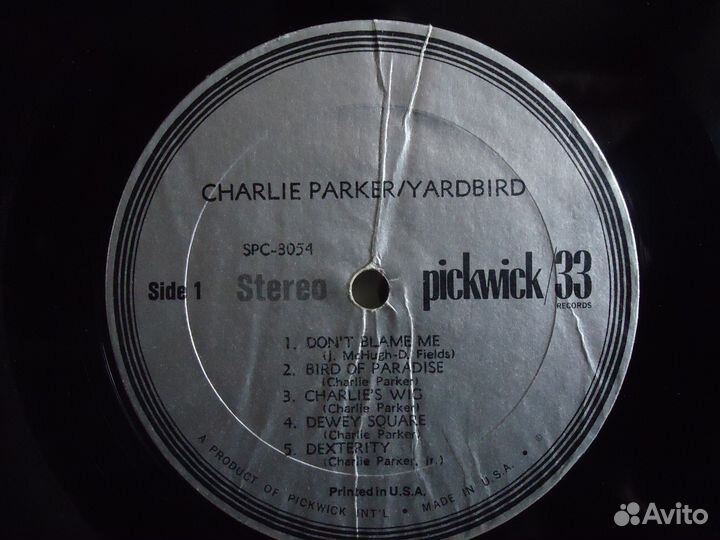 CHARLIE PARKER/YARDBIRD
SPC-3054
Side 1
Stereo
pickwick/33
RECORDS
1. DON'T BLAME ME
(J. McHugh-D. Fields)
2. BIRD OF PARADISE
(Charlie Parker)
3. CHARLIE'S WIG
(Charlie Parker)
4. DEWEY SQUARE
(Charlie Parker)
5. DEXTERITY
(Charlie Parker, Jr.)
Printed in U.S.A.
A PRODUCT OF PICKWICK INT'L • MADE IN U.S.A. •
Avito